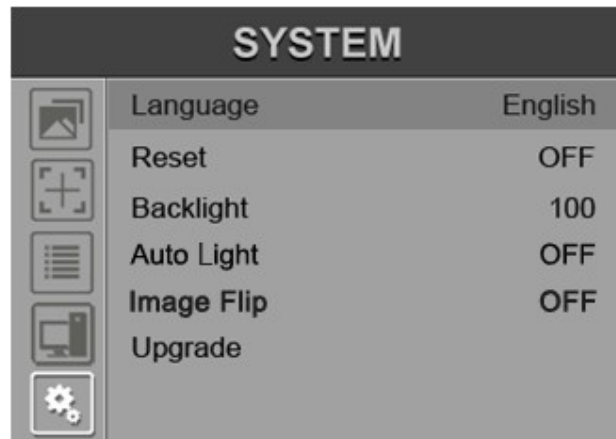 SYSTEM
Language English
Reset OFF
Backlight 100
Auto Light OFF
Image Flip OFF
Upgrade